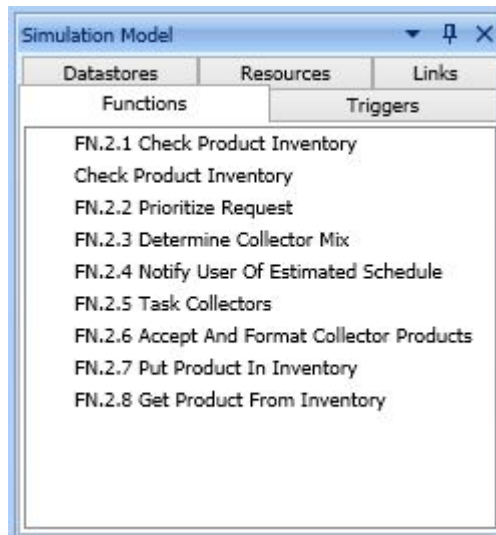 Simulation Model
Datastores Resources Links
Functions Triggers
FN.2.1 Check Product Inventory
Check Product Inventory
FN.2.2 Prioritize Request
FN.2.3 Determine Collector Mix
FN.2.4 Notify User Of Estimated Schedule
FN.2.5 Task Collectors
FN.2.6 Accept And Format Collector Products
FN.2.7 Put Product In Inventory
FN.2.8 Get Product From Inventory